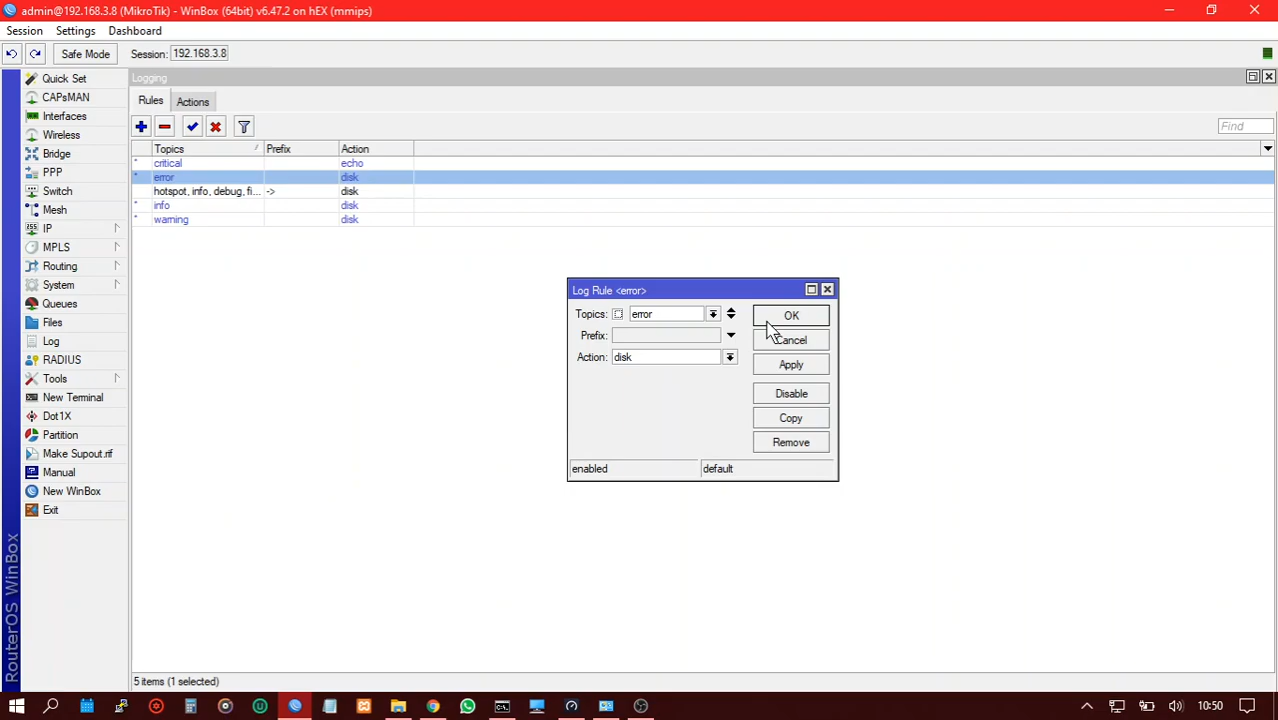 admin@192.168.3.8 (MikroTik) - WinBox (64bit) v6.47.2 on hEX (mmips)
Session Settings Dashboard
Safe Mode Session: 192.168.3.8
Quick Set
CAPsMAN
Interfaces
Wireless
Bridge
PPP
Switch
Mesh
IP
MPLS
Routing
System
Queues
Files
Log
RADIUS
Tools
New Terminal
Dot1X
Partition
Make Supout.rif
Manual
New WinBox
Exit
RouterOS WinBox
Logging
Rules Actions
Find
Topics Prefix Action
* critical echo
* error disk
hotspot, info, debug, fi... -> disk
* info disk
* warning disk
Log Rule <error>
Topics: error OK
Prefix: Cancel
Action: disk Apply
Disable
Copy
Remove
enabled default
5 items (1 selected)
10:50